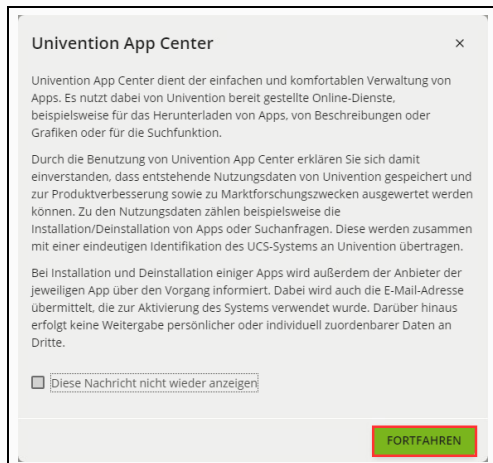 Univention App Center ×
Univention App Center dient der einfachen und komfortablen Verwaltung von
Apps. Es nutzt dabei von Univention bereit gestellte Online-Dienste,
beispielsweise für das Herunterladen von Apps, von Beschreibungen oder
Grafiken oder für die Suchfunktion.
Durch die Benutzung von Univention App Center erklären Sie sich damit
einverstanden, dass entstehende Nutzungsdaten von Univention gespeichert und
zur Produktverbesserung sowie zu Marktforschungszwecken ausgewertet werden
können. Zu den Nutzungsdaten zählen beispielsweise die
Installation/Deinstallation von Apps oder Suchanfragen. Diese werden zusammen
mit einer eindeutigen Identifikation des UCS-Systems an Univention übertragen.
Bei Installation und Deinstallation einiger Apps wird außerdem der Anbieter der
jeweiligen App über den Vorgang informiert. Dabei wird auch die E-Mail-Adresse
übermittelt, die zur Aktivierung des Systems verwendet wurde. Darüber hinaus
erfolgt keine Weitergabe persönlicher oder individuell zuordenbarer Daten an
Dritte.
Diese Nachricht nicht wieder anzeigen
FORTFAHREN